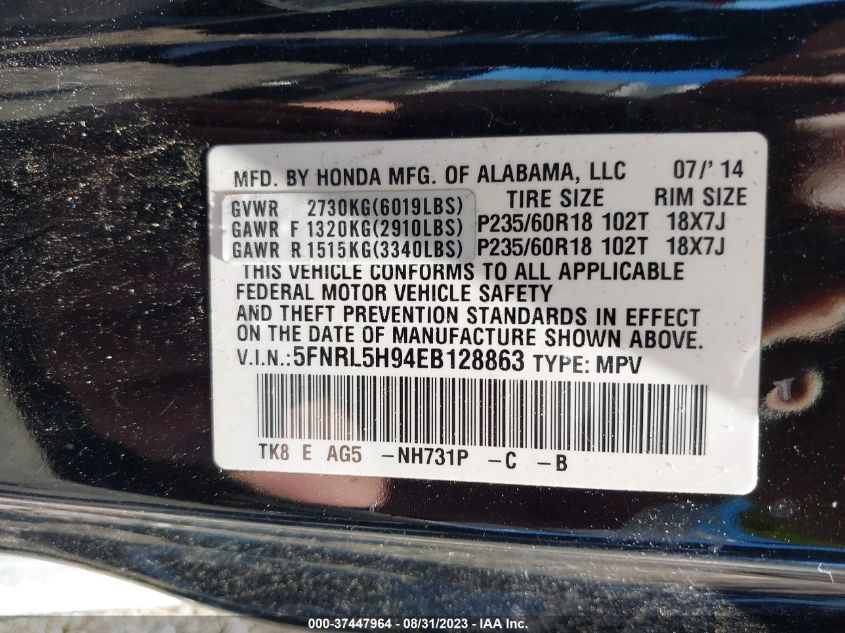 MFD. BY HONDA MFG. OF ALABAMA, LLC 07/' 14
TIRE SIZE RIM SIZE
GVWR 2730KG(6019LBS)
GAWR F 1320KG(2910LBS) P235/60R18 102T 18X7J
GAWR R 1515KG(3340LBS) P235/60R18 102T 18X7J
THIS VEHICLE CONFORMS TO ALL APPLICABLE
FEDERAL MOTOR VEHICLE SAFETY
AND THEFT PREVENTION STANDARDS IN EFFECT
ON THE DATE OF MANUFACTURE SHOWN ABOVE.
V.I.N.:5FNRL5H94EB128863 TYPE: MPV
TK8 E AG5 -NH731P -C -B
000-37447964 - 08/31/2023 - IAA Inc.